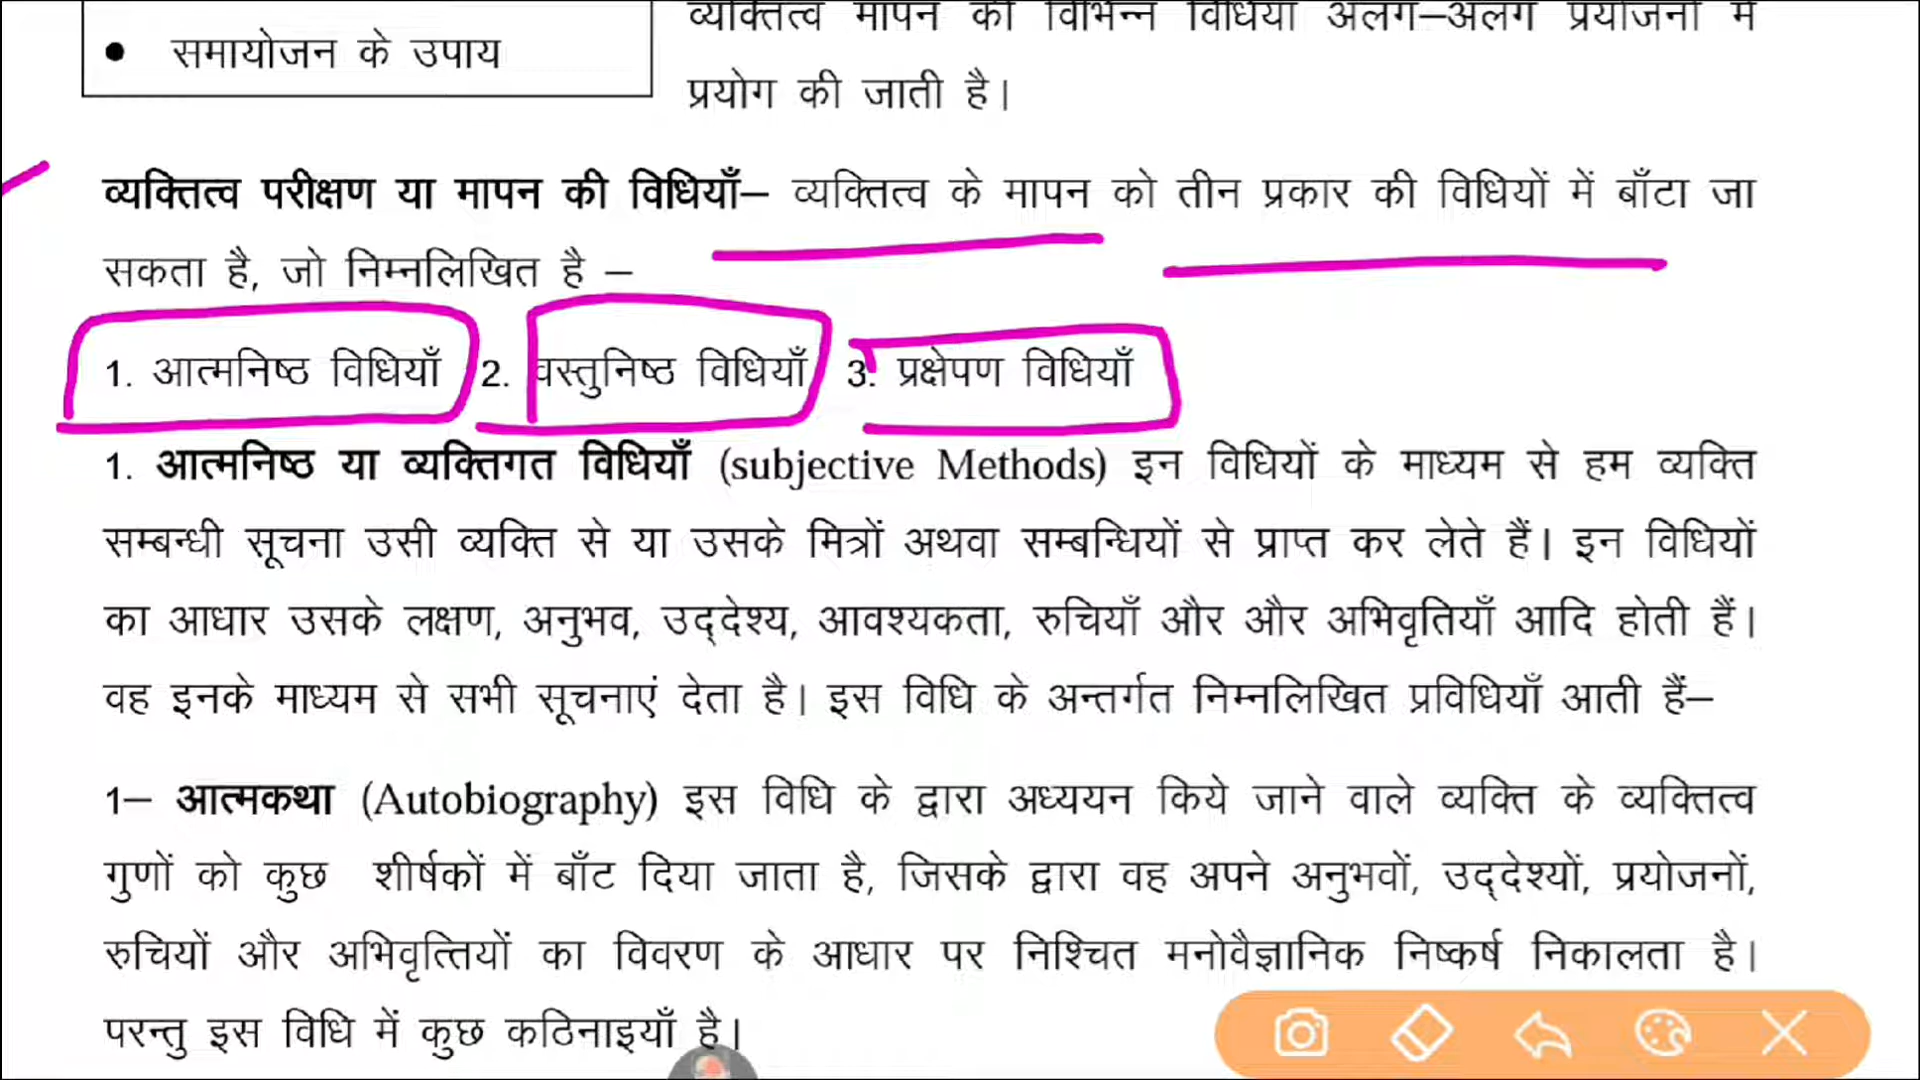 व्यक्तित्व मापन की विभिन्न विधियाँ अलग–अलग प्रयोजनों में
• समायोजन के उपाय
प्रयोग की जाती है।
व्यक्तित्व परीक्षण या मापन की विधियाँ– व्यक्तित्व के मापन को तीन प्रकार की विधियों में बाँटा जा
सकता है, जो निम्नलिखित है –
1. आत्मनिष्ठ विधियाँ 2. वस्तुनिष्ठ विधियाँ 3. प्रक्षेपण विधियाँ
1. आत्मनिष्ठ या व्यक्तिगत विधियाँ (subjective Methods) इन विधियों के माध्यम से हम व्यक्ति
सम्बन्धी सूचना उसी व्यक्ति से या उसके मित्रों अथवा सम्बन्धियों से प्राप्त कर लेते हैं। इन विधियों
का आधार उसके लक्षण, अनुभव, उद्देश्य, आवश्यकता, रुचियाँ और और अभिवृतियाँ आदि होती हैं।
वह इनके माध्यम से सभी सूचनाएं देता है। इस विधि के अन्तर्गत निम्नलिखित प्रविधियाँ आती हैं–
1– आत्मकथा (Autobiography) इस विधि के द्वारा अध्ययन किये जाने वाले व्यक्ति के व्यक्तित्व
गुणों को कुछ शीर्षकों में बाँट दिया जाता है, जिसके द्वारा वह अपने अनुभवों, उद्देश्यों, प्रयोजनों,
रुचियों और अभिवृत्तियों का विवरण के आधार पर निश्चित मनोवैज्ञानिक निष्कर्ष निकालता है।
परन्तु इस विधि में कुछ कठिनाइयाँ है।